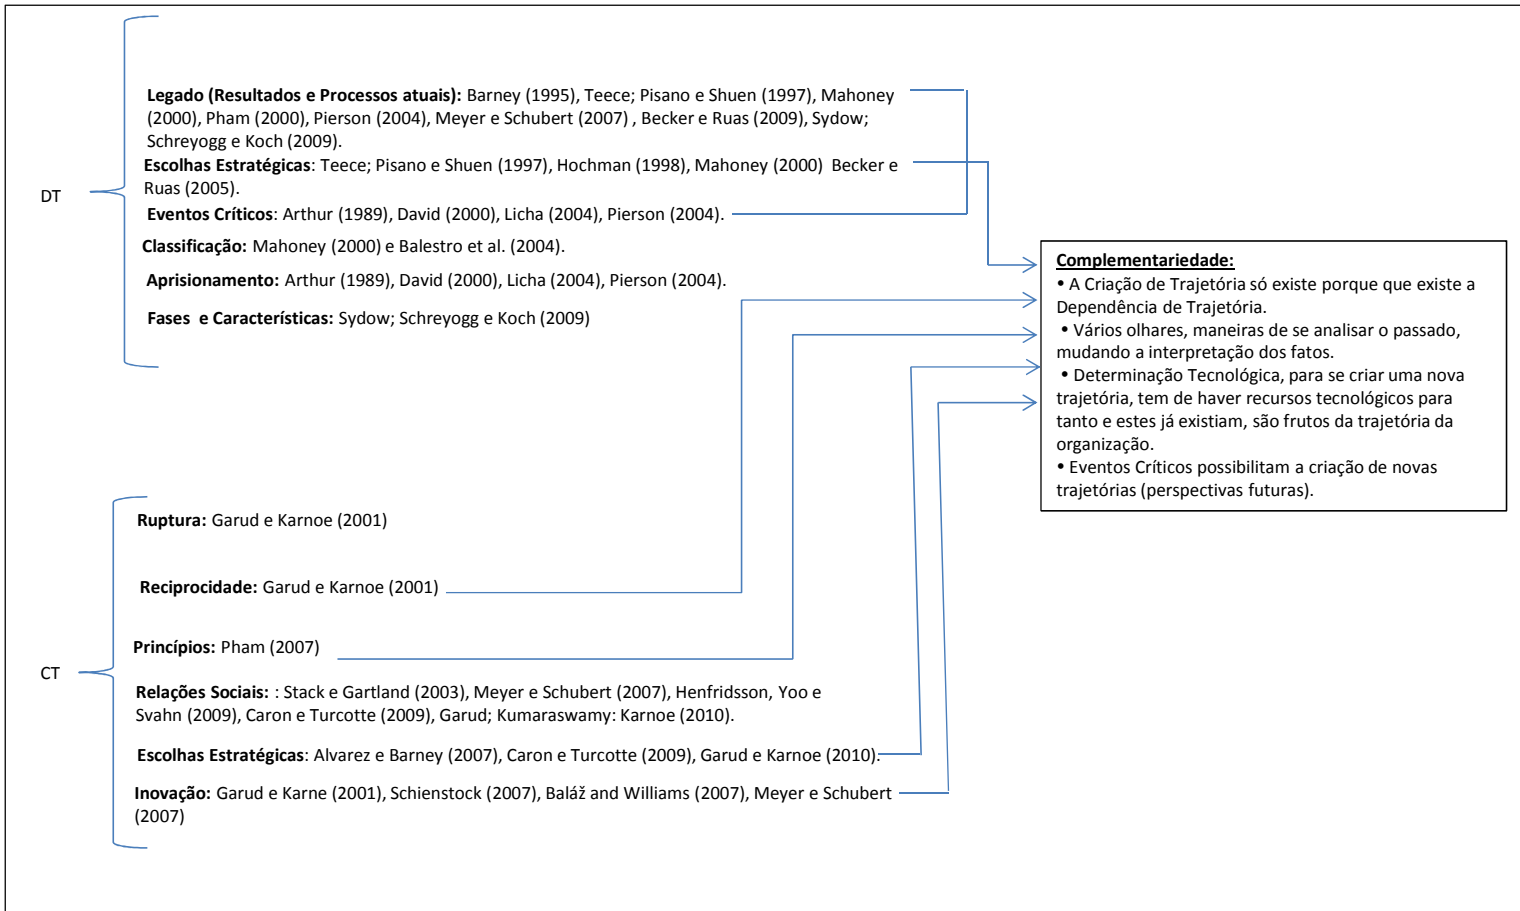 DT
Legado (Resultados e Processos atuais): Barney (1995), Teece; Pisano e Shuen (1997), Mahoney
(2000), Pham (2000), Pierson (2004), Meyer e Schubert (2007) , Becker e Ruas (2009), Sydow;
Schreyogg e Koch (2009).
Escolhas Estratégicas: Teece; Pisano e Shuen (1997), Hochman (1998), Mahoney (2000) Becker e
Ruas (2005).
Eventos Críticos: Arthur (1989), David (2000), Licha (2004), Pierson (2004).
Classificação: Mahoney (2000) e Balestro et al. (2004).
Aprisionamento: Arthur (1989), David (2000), Licha (2004), Pierson (2004).
Fases e Características: Sydow; Schreyogg e Koch (2009)
CT
Ruptura: Garud e Karnoe (2001)
Reciprocidade: Garud e Karnoe (2001)
Princípios: Pham (2007)
Relações Sociais: : Stack e Gartland (2003), Meyer e Schubert (2007), Henfridsson, Yoo e
Svahn (2009), Caron e Turcotte (2009), Garud; Kumaraswamy: Karnoe (2010).
Escolhas Estratégicas: Alvarez e Barney (2007), Caron e Turcotte (2009), Garud e Karnoe (2010).
Inovação: Garud e Karne (2001), Schienstock (2007), Baláž and Williams (2007), Meyer e Schubert
(2007)
Complementariedade:
• A Criação de Trajetória só existe porque que existe a
Dependência de Trajetória.
• Vários olhares, maneiras de se analisar o passado,
mudando a interpretação dos fatos.
• Determinação Tecnológica, para se criar uma nova
trajetória, tem de haver recursos tecnológicos para
tanto e estes já existiam, são frutos da trajetória da
organização.
• Eventos Críticos possibilitam a criação de novas
trajetórias (perspectivas futuras).